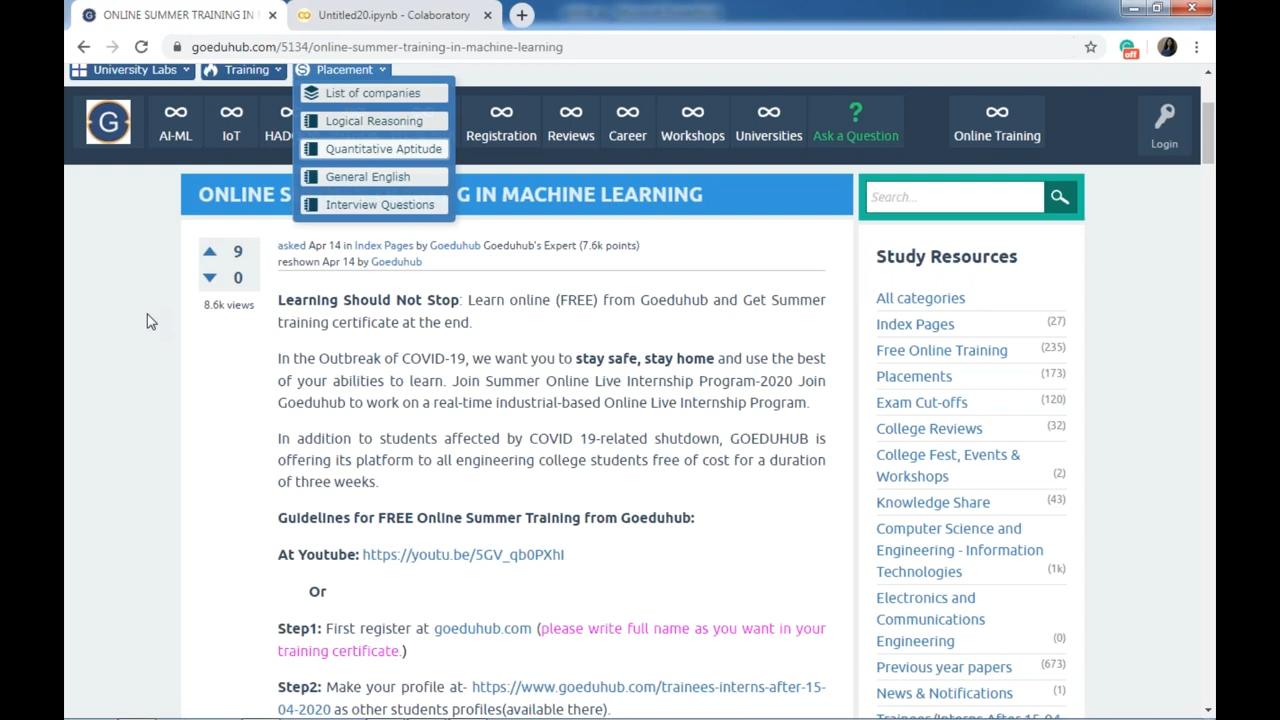 ONLINE SUMMER TRAINING IN
Untitled20.ipynb - Colaboratory
goeduhub.com/5134/online-summer-training-in-machine-learning
off
University Labs
Training
Placement
List of companies
Logical Reasoning
Quantitative Aptitude
General English
Interview Questions
G
AI-ML
IoT
HAD
Registration
Reviews
Career
Workshops
Universities
?
Ask a Question
Online Training
Login
ONLINE S G IN MACHINE LEARNING
Search...
9
0
8.6k views
asked Apr 14 in Index Pages by Goeduhub Goeduhub's Expert (7.6k points)
reshown Apr 14 by Goeduhub
Learning Should Not Stop: Learn online (FREE) from Goeduhub and Get Summer
training certificate at the end.
In the Outbreak of COVID-19, we want you to stay safe, stay home and use the best
of your abilities to learn. Join Summer Online Live Internship Program-2020 Join
Goeduhub to work on a real-time industrial-based Online Live Internship Program.
In addition to students affected by COVID 19-related shutdown, GOEDUHUB is
offering its platform to all engineering college students free of cost for a duration
of three weeks.
Guidelines for FREE Online Summer Training from Goeduhub:
At Youtube: https://youtu.be/5GV_qb0PXhI
Or
Step1: First register at goeduhub.com (please write full name as you want in your
training certificate.)
Step2: Make your profile at- https://www.goeduhub.com/trainees-interns-after-15-
04-2020 as other students profiles(available there).
Study Resources
All categories
Index Pages (27)
Free Online Training (235)
Placements (173)
Exam Cut-offs (120)
College Reviews (32)
College Fest, Events &
Workshops (2)
Knowledge Share (43)
Computer Science and
Engineering - Information
Technologies (1k)
Electronics and
Communications
Engineering (0)
Previous year papers (673)
News & Notifications (1)
Trainees/Interns After 15-04